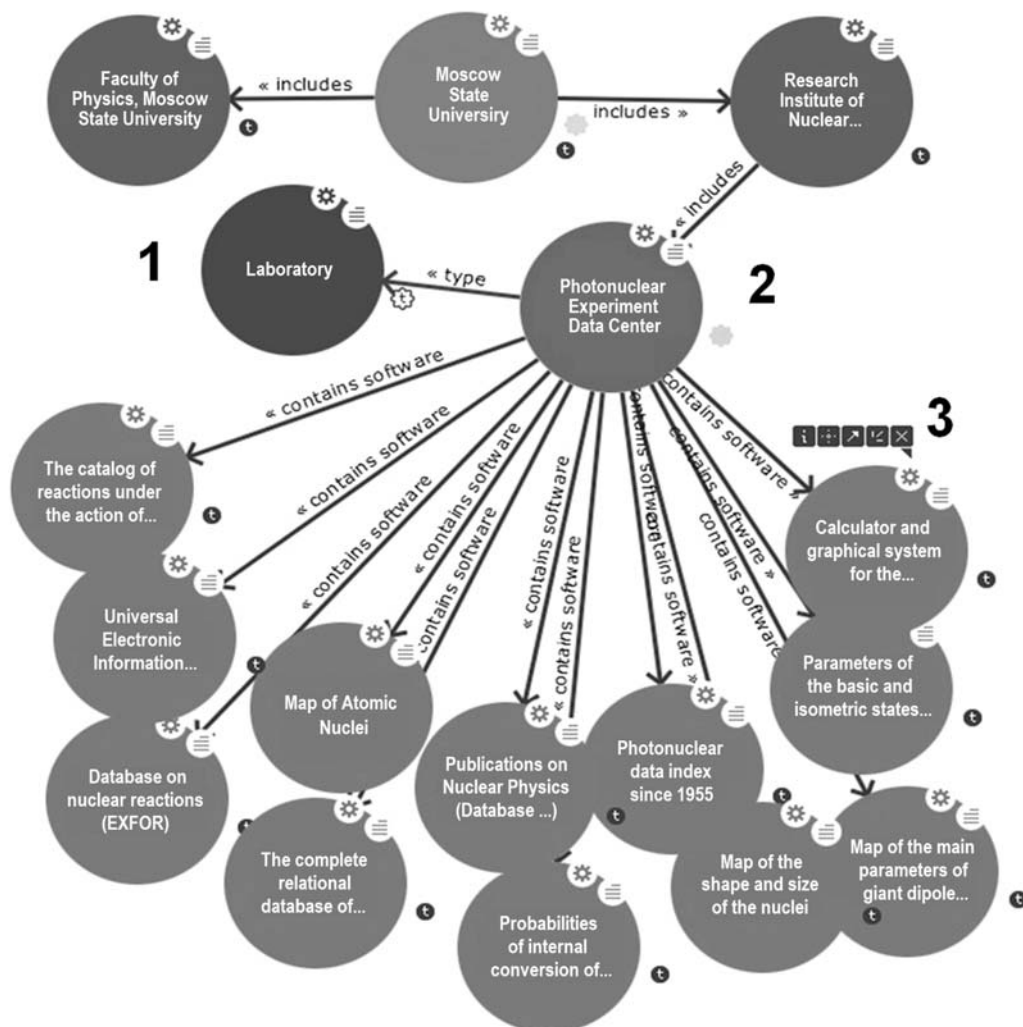 Faculty of
Physics, Moscow
State University
« includes
Moscow
State
Universiry
includes »
Research
Institute of
Nuclear...
« includes
1
Laboratory
« type
Photonuclear
Experiment
Data Center
2
« contains software
« contains software
« contains software
« contains software
contains software
« contains software
« contains software
contains software
contains software »
contains software
contains software »
contains software »
3
The catalog of
reactions under
the action of...
Calculator and
graphical system
for the...
Universal
Electronic
Information...
Map of Atomic
Nuclei
Parameters of
the basic and
isometric states...
Database on
nuclear reactions
(EXFOR)
Publications on
Nuclear Physics
(Database ...)
Photonuclear
data index
since 1955
The complete
relational
database of...
Probabilities
of internal
conversion of...
Map of the
shape and size
of the nuclei
Map of the main
parameters of
giant dipole...